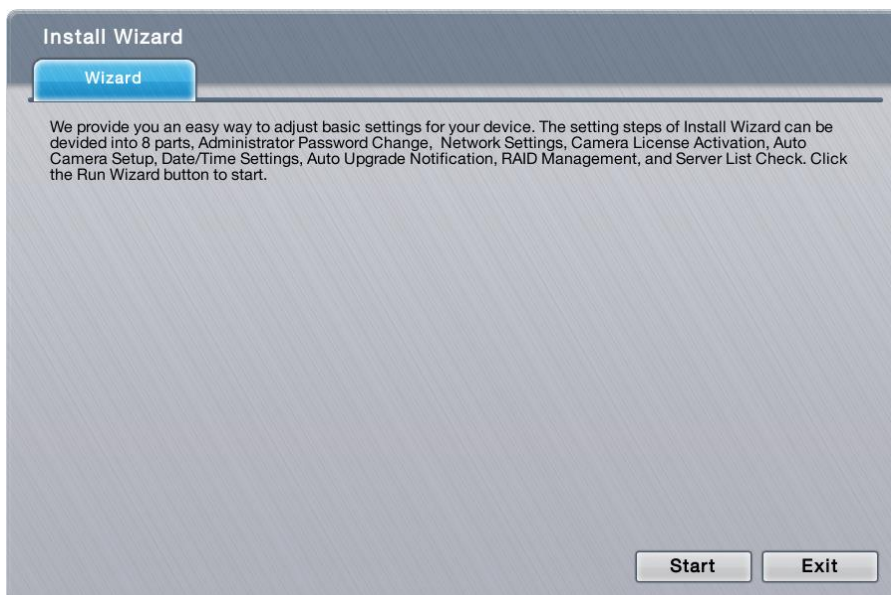 Install Wizard
Wizard
We provide you an easy way to adjust basic settings for your device. The setting steps of Install Wizard can be
devided into 8 parts, Administrator Password Change,  Network Settings, Camera License Activation, Auto
Camera Setup, Date/Time Settings, Auto Upgrade Notification, RAID Management, and Server List Check. Click
the Run Wizard button to start.
Start
Exit